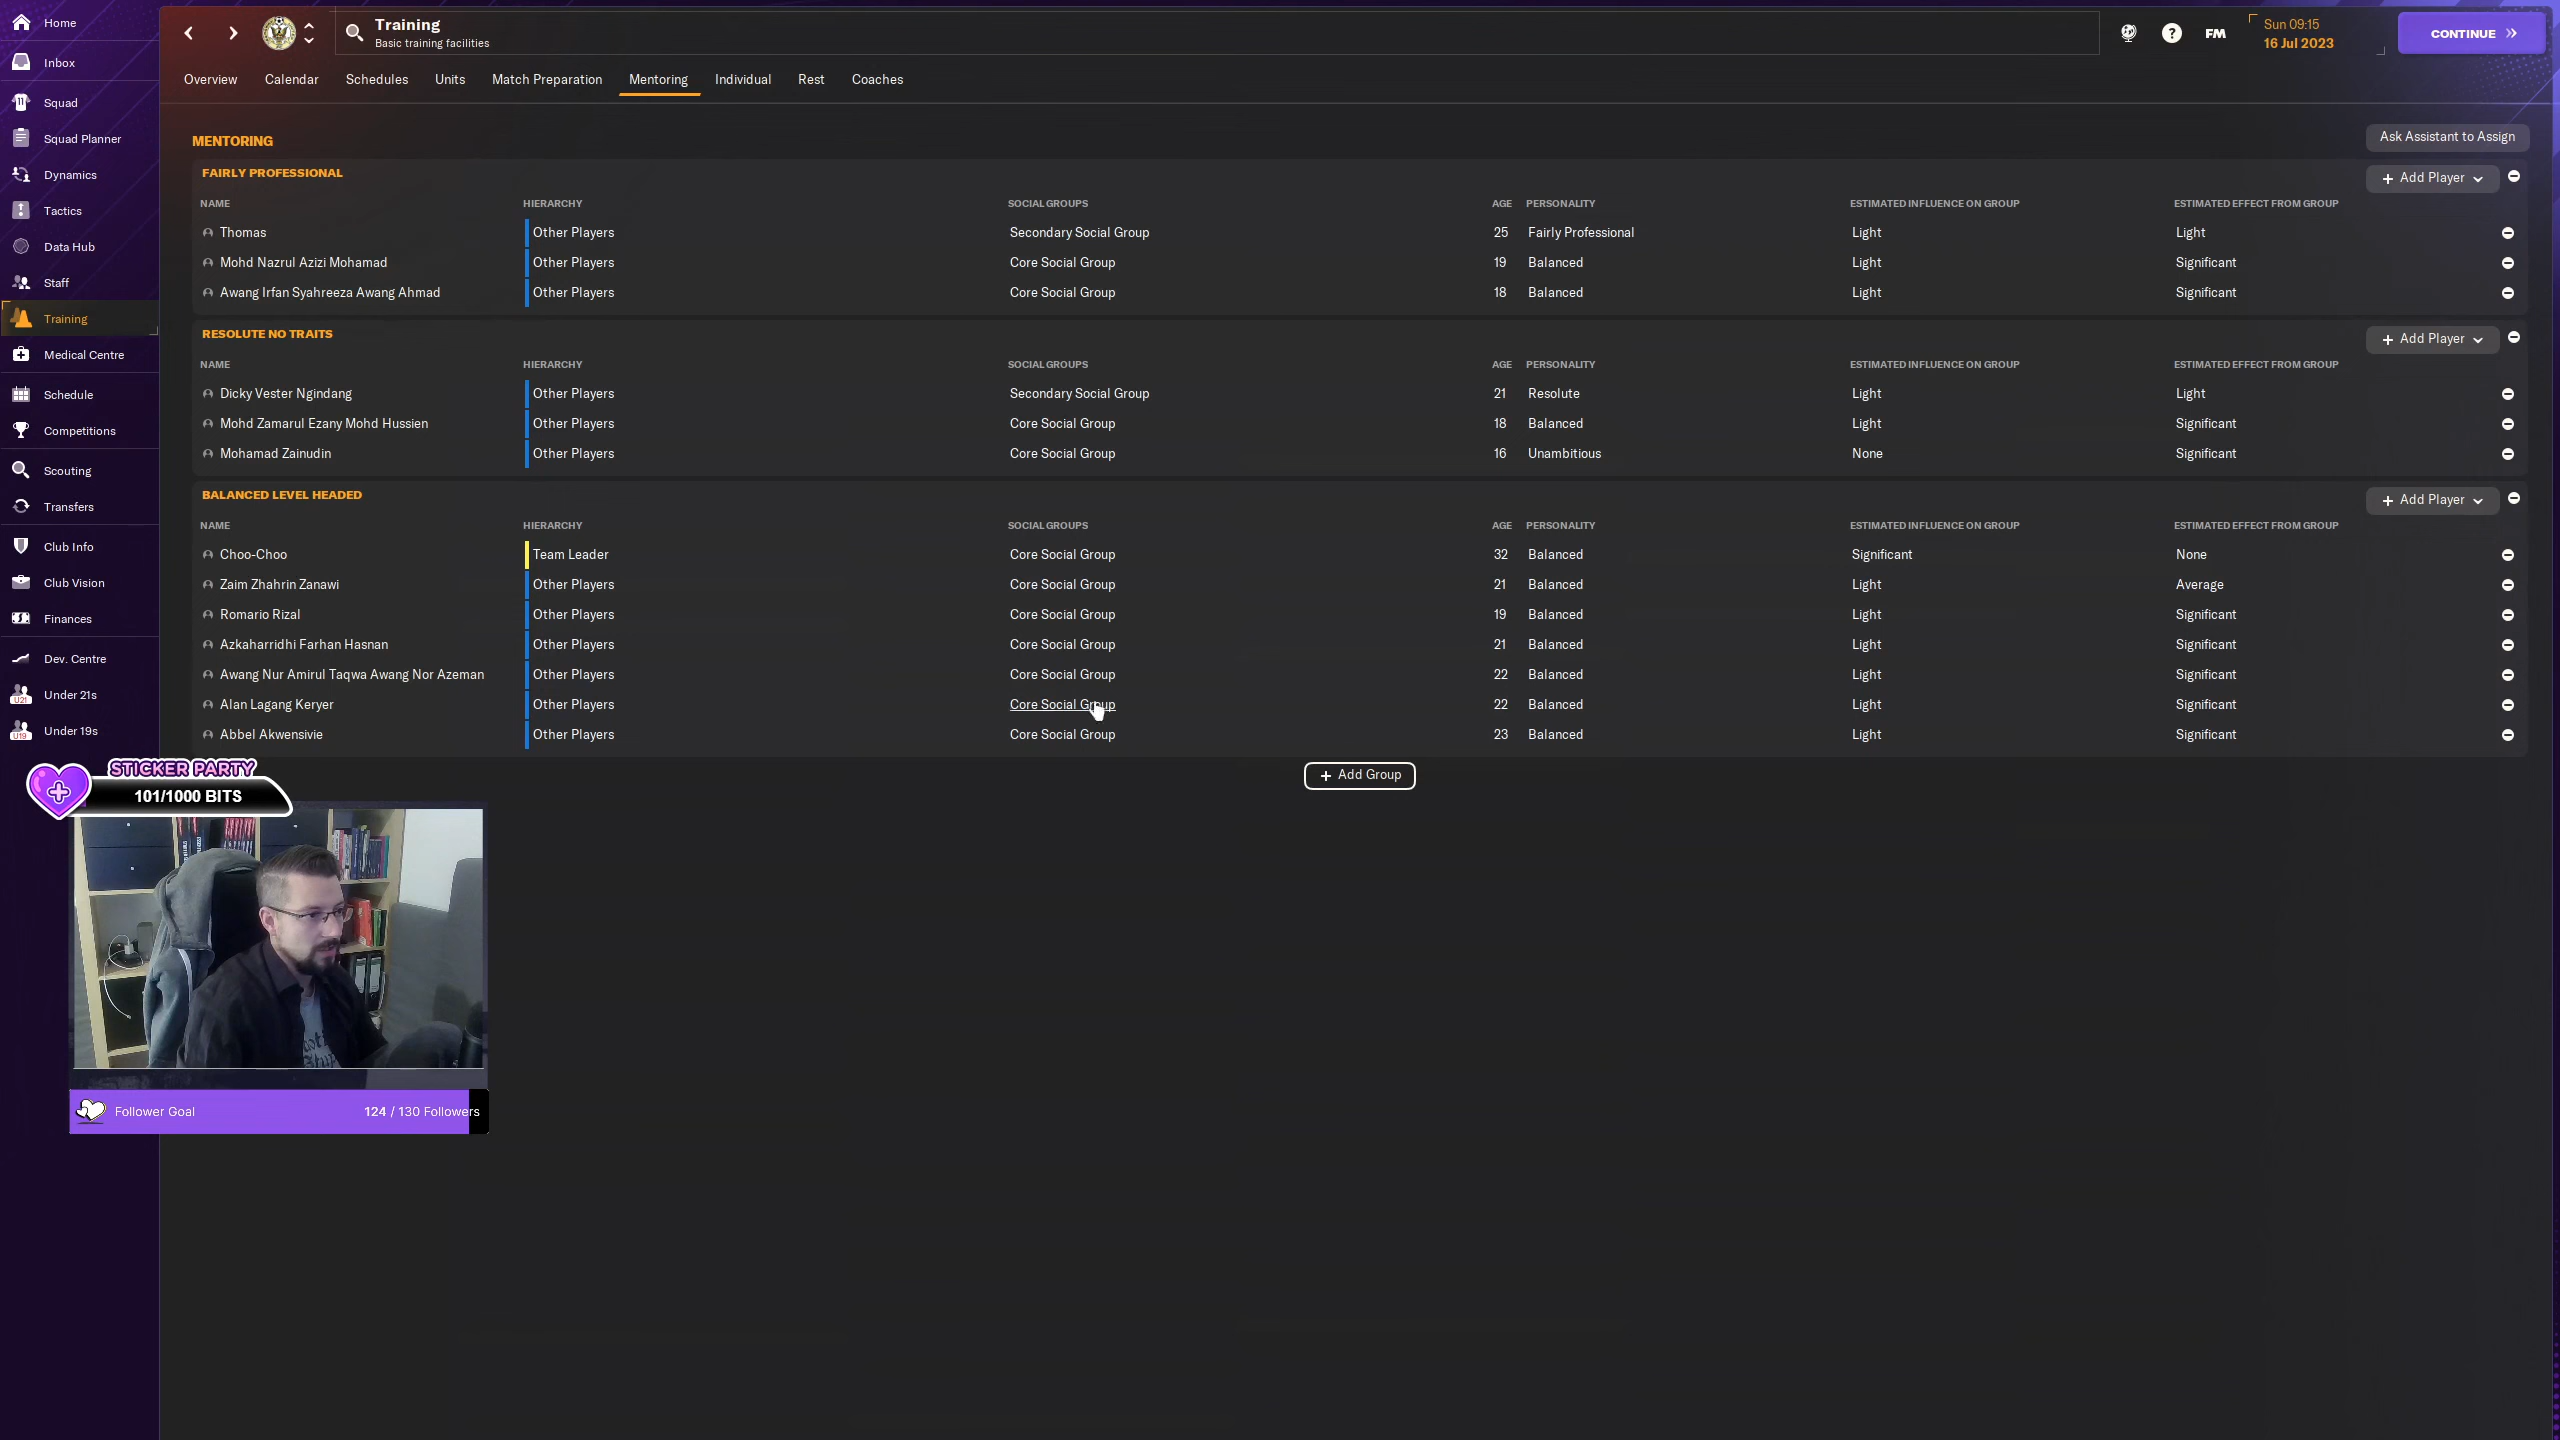 Home
Inbox
Squad
Squad Planner
Dynamics
Tactics
Data Hub
Staff
Training
Medical Centre
Schedule
Competitions
Scouting
Transfers
Club Info
Club Vision
Finances
Dev. Centre
Under 21s
Under 19s
Training
Basic training facilities
FM
Sun 09:15
16 Jul 2023
CONTINUE
Overview Calendar Schedules Units Match Preparation Mentoring Individual Rest Coaches
MENTORING
Ask Assistant to Assign
FAIRLY PROFESSIONAL
+ Add Player
NAME HIERARCHY SOCIAL GROUPS AGE PERSONALITY ESTIMATED INFLUENCE ON GROUP ESTIMATED EFFECT FROM GROUP
Thomas Other Players Secondary Social Group 25 Fairly Professional Light Light
Mohd Nazrul Azizi Mohamad Other Players Core Social Group 19 Balanced Light Significant
Awang Irfan Syahreeza Awang Ahmad Other Players Core Social Group 18 Balanced Light Significant
RESOLUTE NO TRAITS
+ Add Player
NAME HIERARCHY SOCIAL GROUPS AGE PERSONALITY ESTIMATED INFLUENCE ON GROUP ESTIMATED EFFECT FROM GROUP
Dicky Vester Ngindang Other Players Secondary Social Group 21 Resolute Light Light
Mohd Zamarul Ezany Mohd Hussien Other Players Core Social Group 18 Balanced Light Significant
Mohamad Zainudin Other Players Core Social Group 16 Unambitious None Significant
BALANCED LEVEL HEADED
+ Add Player
NAME HIERARCHY SOCIAL GROUPS AGE PERSONALITY ESTIMATED INFLUENCE ON GROUP ESTIMATED EFFECT FROM GROUP
Choo-Choo Team Leader Core Social Group 32 Balanced Significant None
Zaim Zhahrin Zanawi Other Players Core Social Group 21 Balanced Light Average
Romario Rizal Other Players Core Social Group 19 Balanced Light Significant
Azkaharridhi Farhan Hasnan Other Players Core Social Group 21 Balanced Light Significant
Awang Nur Amirul Taqwa Awang Nor Azeman Other Players Core Social Group 22 Balanced Light Significant
Alan Lagang Keryer Other Players Core Social Group 22 Balanced Light Significant
Abbel Akwensivie Other Players Core Social Group 23 Balanced Light Significant
+ Add Group
STICKER PARTY
101/1000 BITS
Follower Goal 124 / 130 Followers